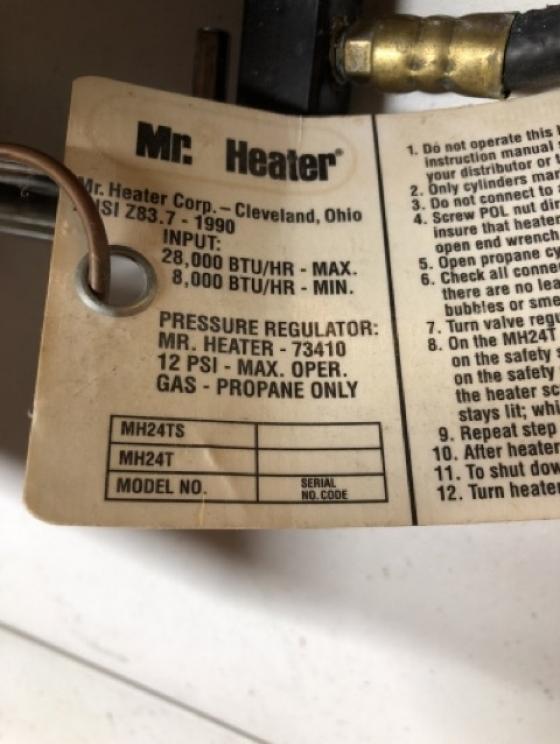 Mr. Heater®
Mr. Heater Corp. – Cleveland, Ohio
ANSI Z83.7 - 1990
INPUT:
28,000 BTU/HR - MAX.
8,000 BTU/HR - MIN.
PRESSURE REGULATOR:
MR. HEATER - 73410
12 PSI - MAX. OPER.
GAS - PROPANE ONLY
MH24TS
MH24T
MODEL NO.
SERIAL
NO. CODE
1. Do not operate this
instruction manual
your distributor or
2. Only cylinders
3. Do not connect to
4. Screw POL nut
insure that heater
open end wrench
5. Open propane
6. Check all
there are no
bubbles or
7. Turn valve
8. On the MH24T
on the safety
on the safety
the heater
stays lit;
9. Repeat step
10. After heater
11. To shut
12. Turn heater